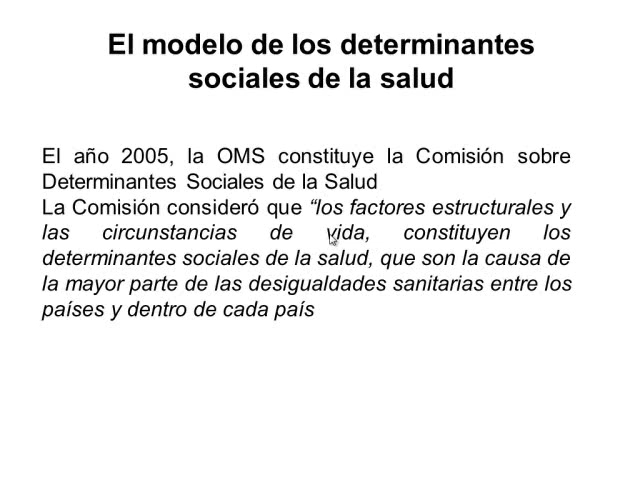 El modelo de los determinantes
sociales de la salud
El año 2005, la OMS constituye la Comisión sobre
Determinantes Sociales de la Salud
La Comisión consideró que “los factores estructurales y
las circunstancias de vida, constituyen los
determinantes sociales de la salud, que son la causa de
la mayor parte de las desigualdades sanitarias entre los
países y dentro de cada país